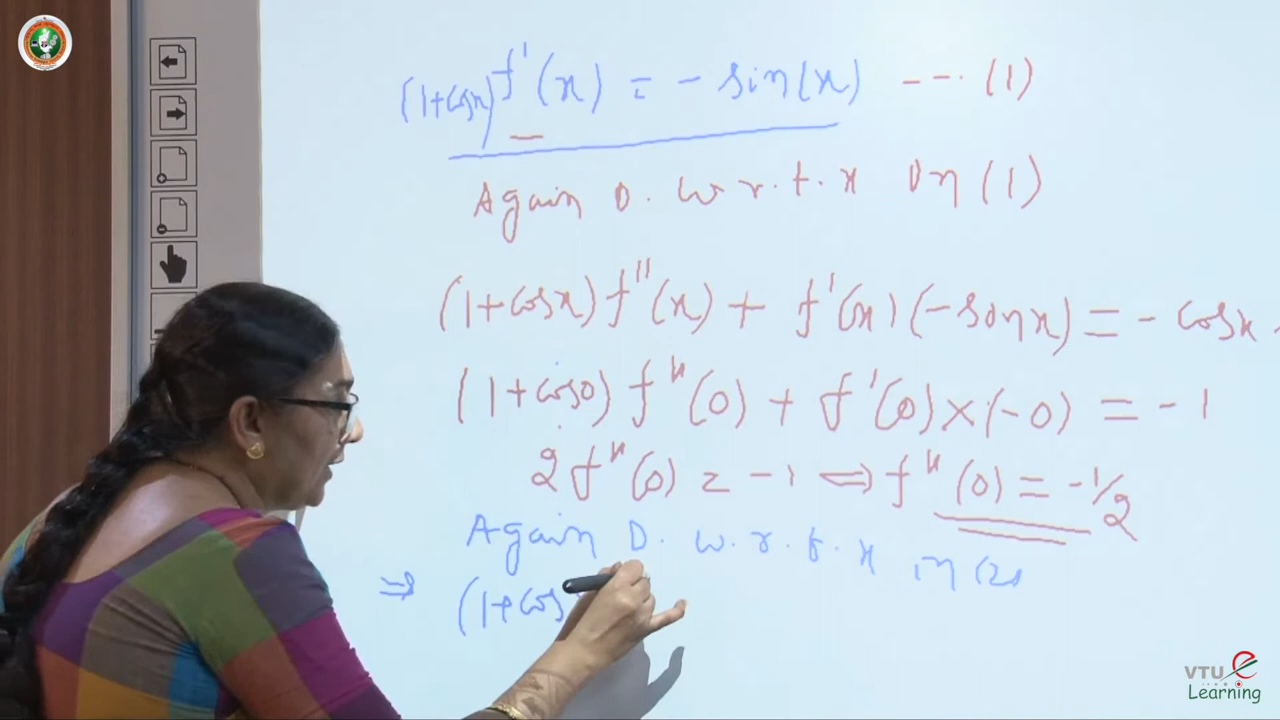 (1+cosx) f'(x) = - sin(x) --- (1)
Again D. w r. t. x in (1)
(1+cosx) f''(x) + f'(x) (-sinx) = - cosx
(1+cos0) f''(0) + f'(0) × (-0) = -1
2 f''(0) = -1 ⇒ f''(0) = -1/2
Again D. w. r. t. x in (2)
⇒ (1+cos
VTU e
Learning